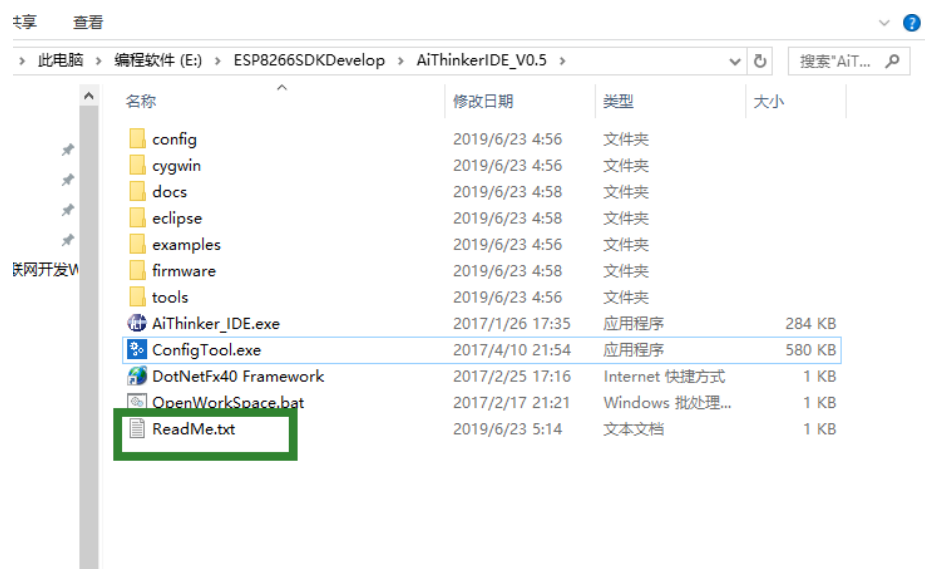 共享 查看
> 此电脑 > 编程软件 (E:) > ESP8266SDKDevelop > AiThinkerIDE_V0.5 > 搜索"AiT...
名称 修改日期 类型 大小
config 2019/6/23 4:56 文件夹
cygwin 2019/6/23 4:56 文件夹
docs 2019/6/23 4:58 文件夹
eclipse 2019/6/23 4:58 文件夹
examples 2019/6/23 4:56 文件夹
联网开发W firmware 2019/6/23 4:58 文件夹
tools 2019/6/23 4:56 文件夹
AiThinker_IDE.exe 2017/1/26 17:35 应用程序 284 KB
ConfigTool.exe 2017/4/10 21:54 应用程序 580 KB
DotNetFx40 Framework 2017/2/25 17:16 Internet 快捷方式 1 KB
OpenWorkSpace.bat 2017/2/17 21:21 Windows 批处理... 1 KB
ReadMe.txt 2019/6/23 5:14 文本文档 1 KB